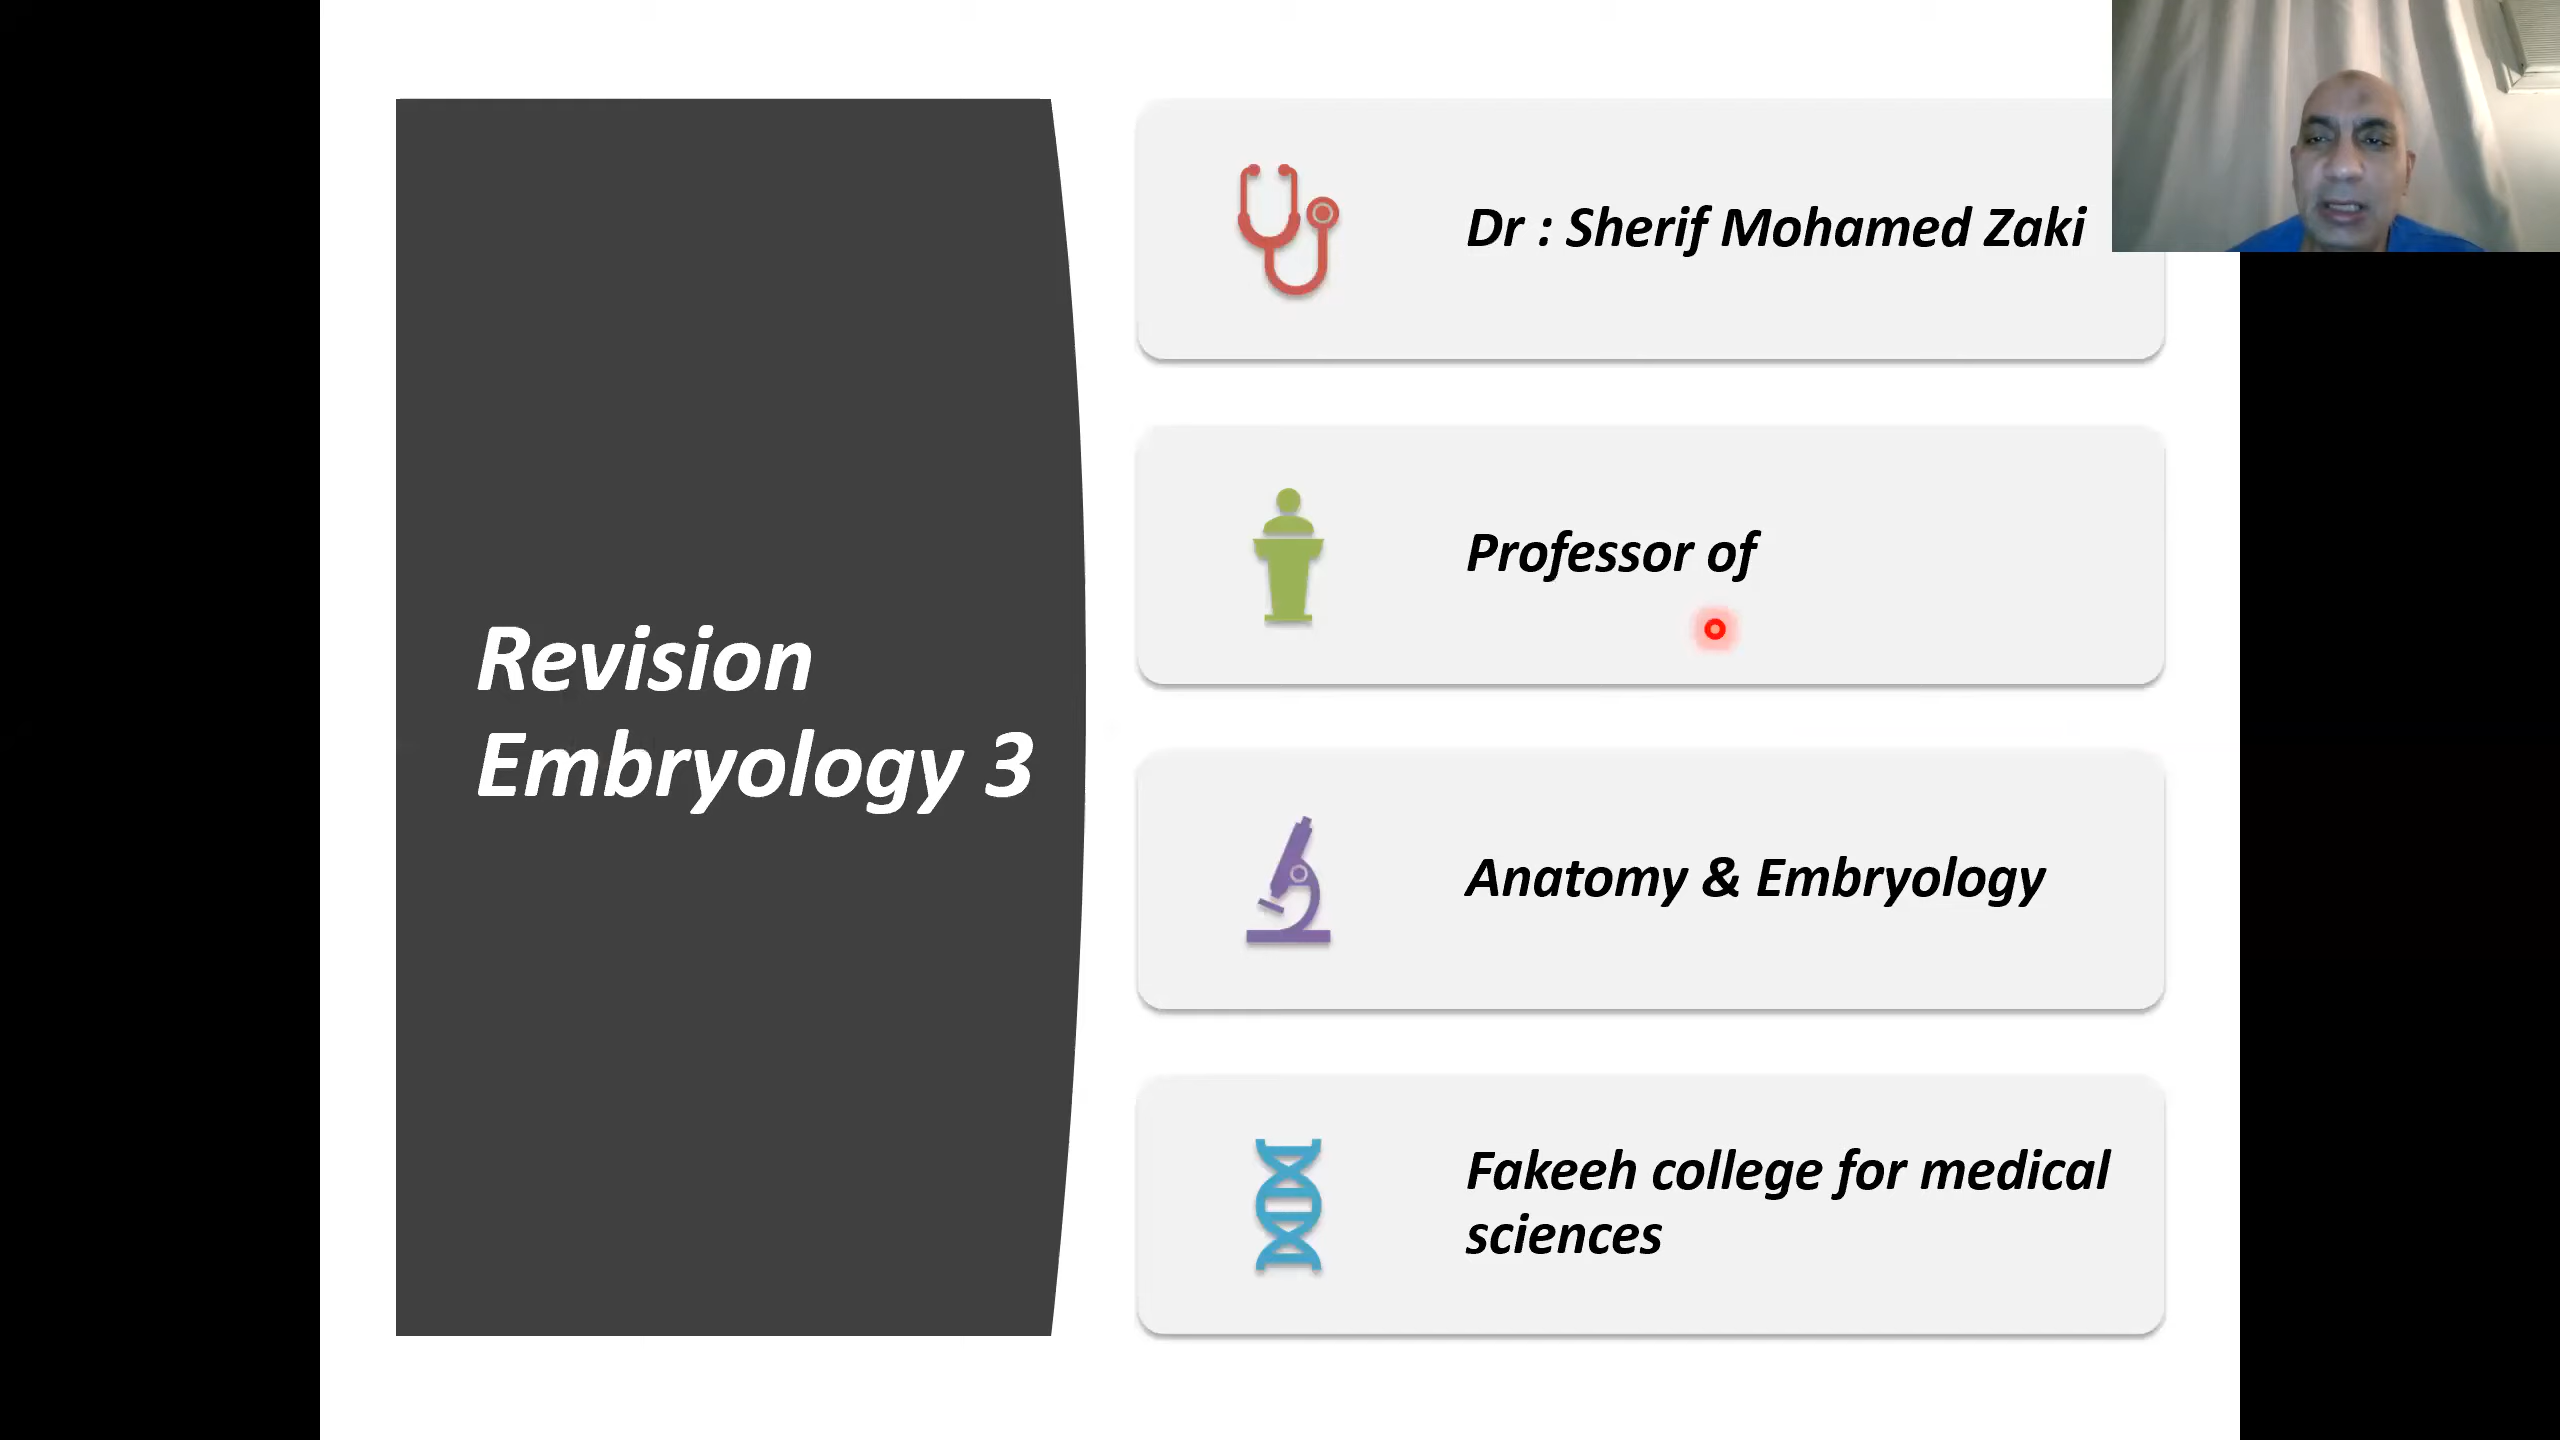 Revision
Embryology 3
Dr : Sherif Mohamed Zaki
Professor of
Anatomy & Embryology
Fakeeh college for medical
sciences